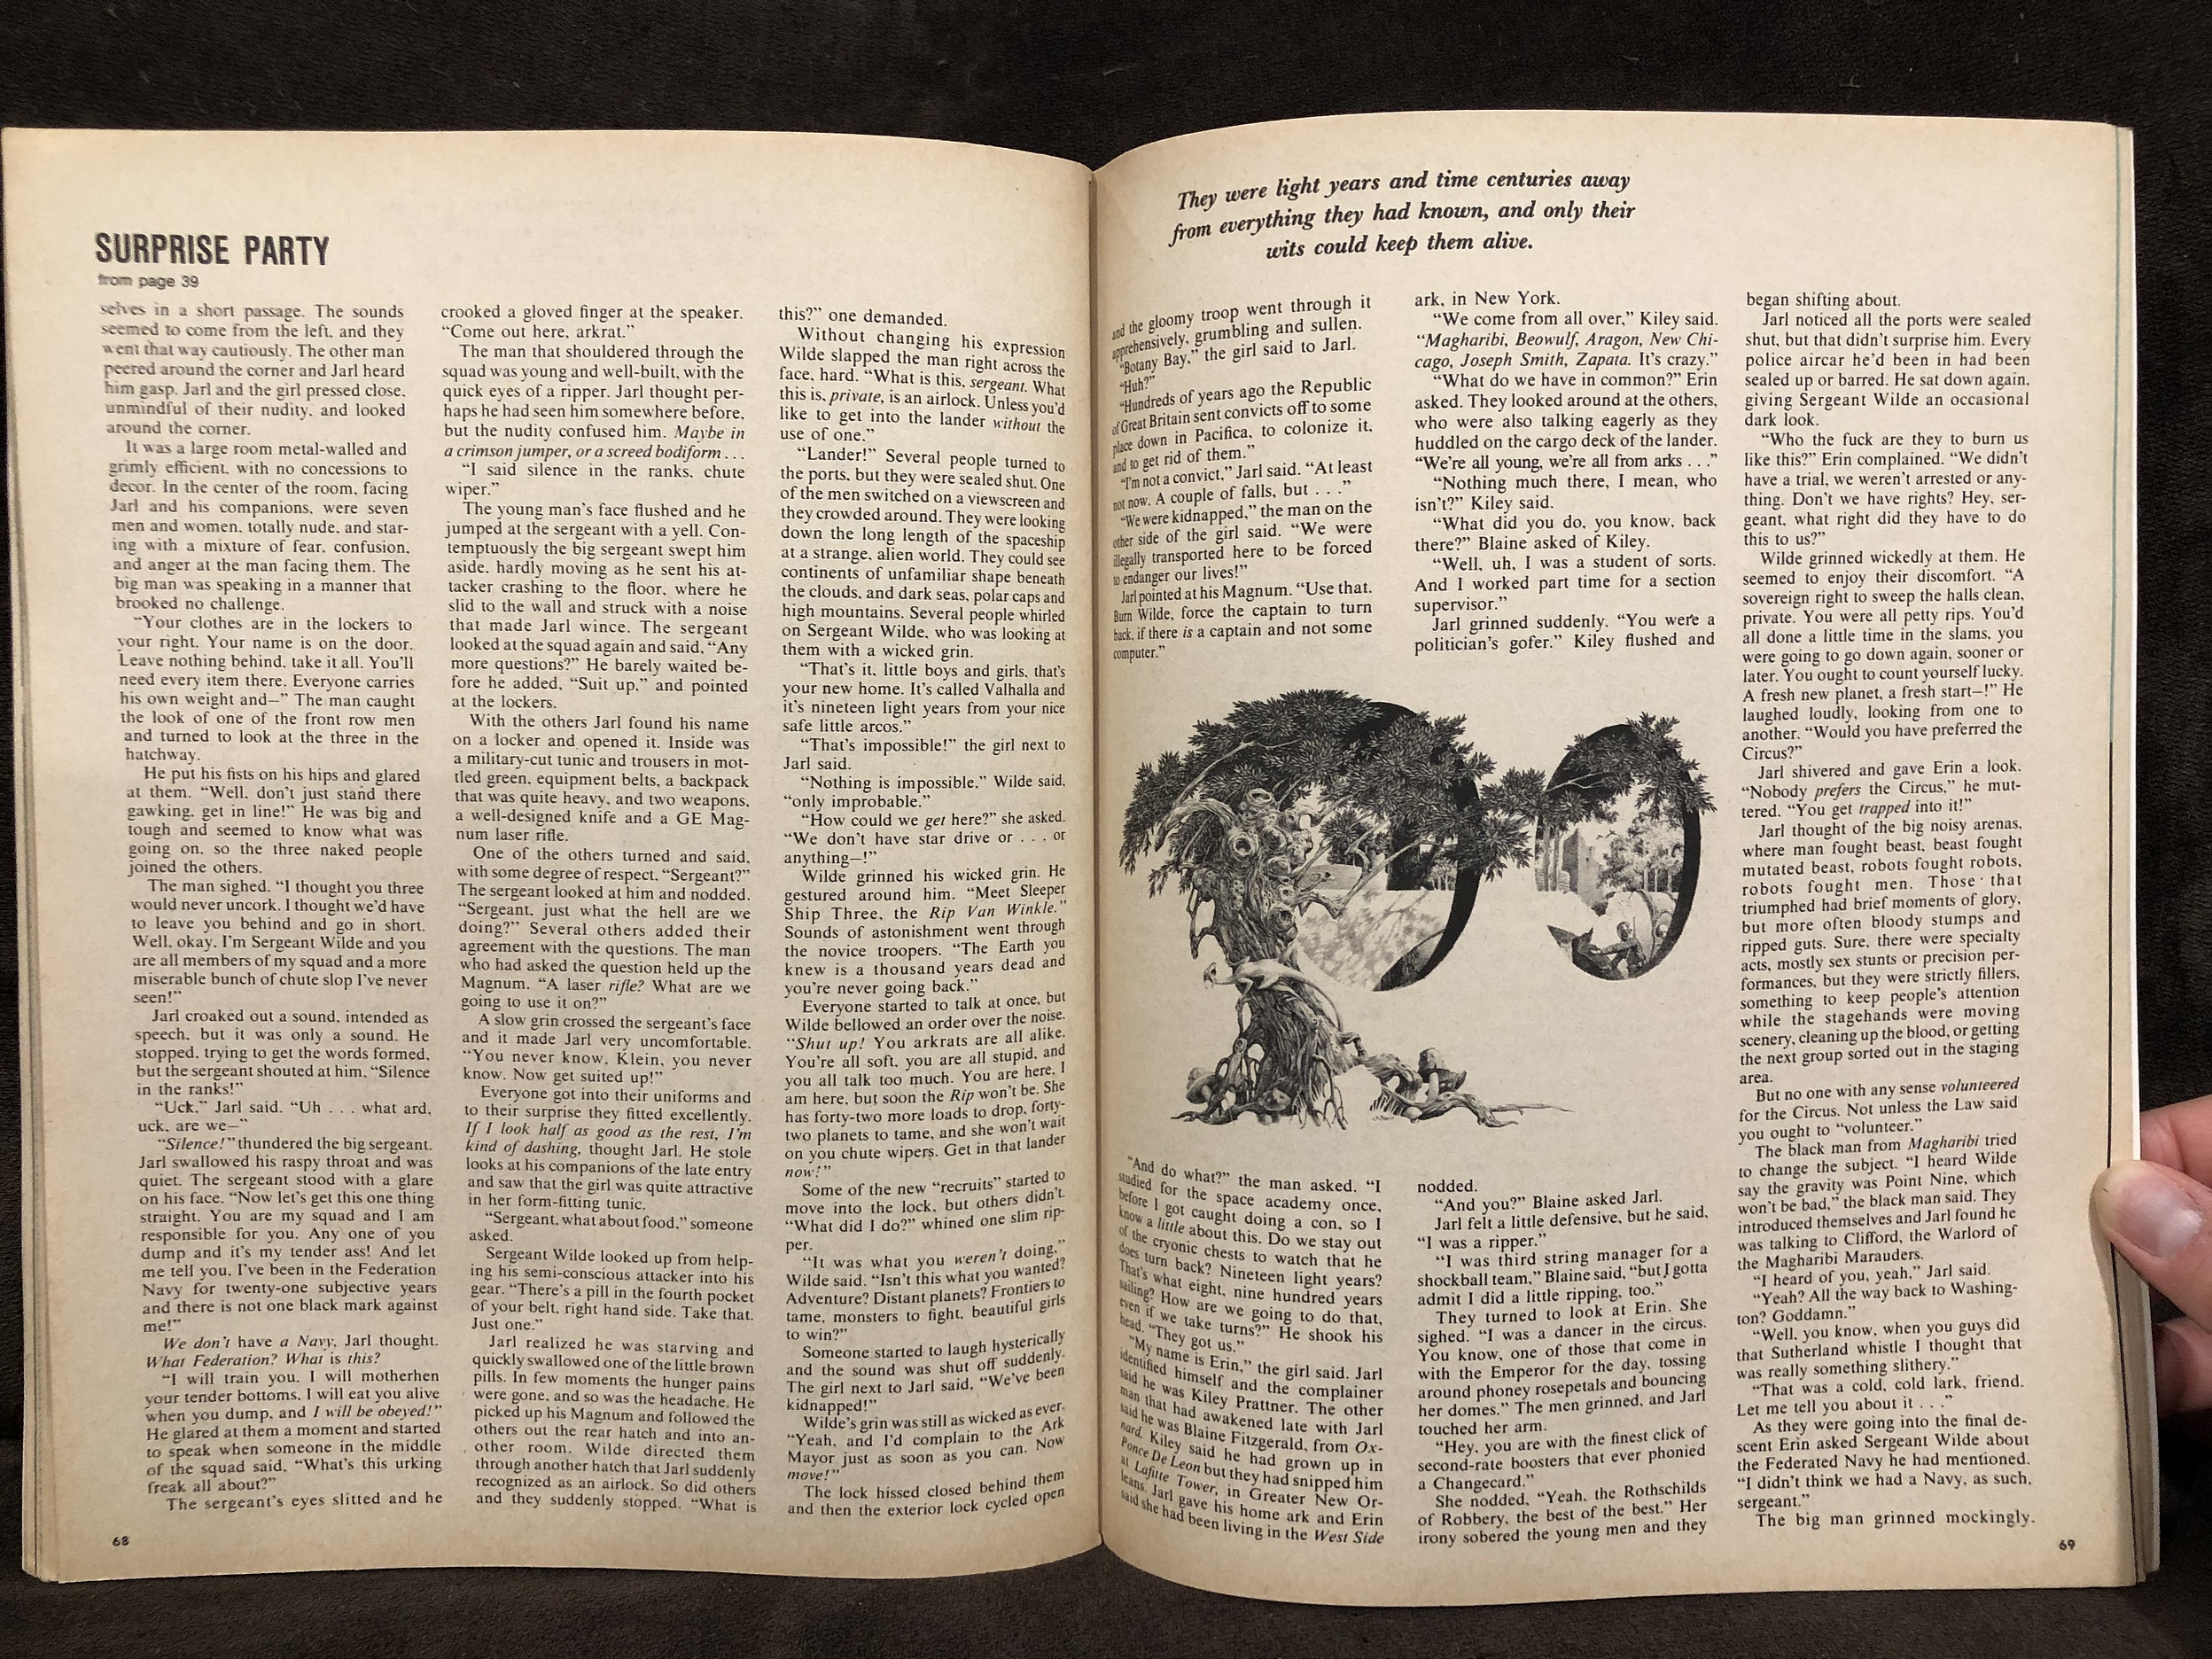 SURPRISE PARTY
from page 39
selves in a short passage. The sounds
seemed to come from the left, and they
went that way cautiously. The other man
peered around the corner and Jarl heard
him gasp. Jarl and the girl pressed close,
unmindful of their nudity, and looked
around the corner.
It was a large room metal-walled and
grimly efficient, with no concessions to
decor. In the center of the room, facing
Jarl and his companions, were seven
men and women, totally nude, and star-
ing with a mixture of fear, confusion,
and anger at the man facing them. The
big man was speaking in a manner that
brooked no challenge.
“Your clothes are in the lockers to
your right. Your name is on the door.
Leave nothing behind, take it all. You’ll
need every item there. Everyone carries
his own weight and—” The man caught
the look of one of the front row men
and turned to look at the three in the
hatchway.
He put his fists on his hips and glared
at them. “Well, don’t just stand there
gawking, get in line!” He was big and
tough and seemed to know what was
going on, so the three naked people
joined the others.
The man sighed. “I thought you three
would never uncork. I thought we’d have
to leave you behind and go in short.
Well, okay. I’m Sergeant Wilde and you
are all members of my squad and a more
miserable bunch of chute slop I’ve never
seen!”
Jarl croaked out a sound, intended as
speech, but it was only a sound. He
stopped, trying to get the words formed,
but the sergeant shouted at him, “Silence
in the ranks!”
“Uck,” Jarl said. “Uh . . . what ard,
uck, are we—”
“Silence!” thundered the big sergeant.
Jarl swallowed his raspy throat and was
quiet. The sergeant stood with a glare
on his face. “Now let’s get this one thing
straight. You are my squad and I am
responsible for you. Any one of you
dump and it’s my tender ass! And let
me tell you, I’ve been in the Federation
Navy for twenty-one subjective years
and there is not one black mark against
me!”
We don’t have a Navy, Jarl thought.
What Federation? What is this?
“I will train you. I will motherhen
your tender bottoms, I will eat you alive
when you dump, and I will be obeyed!”
He glared at them a moment and started
to speak when someone in the middle
of the squad said, “What’s this urking
freak all about?”
The sergeant’s eyes slitted and he
crooked a gloved finger at the speaker.
“Come out here, arkrat.”
The man that shouldered through the
squad was young and well-built, with the
quick eyes of a ripper. Jarl thought per-
haps he had seen him somewhere before,
but the nudity confused him. Maybe in
a crimson jumper, or a screed bodiform . . .
“I said silence in the ranks, chute
wiper.”
The young man’s face flushed and he
jumped at the sergeant with a yell. Con-
temptuously the big sergeant swept him
aside, hardly moving as he sent his at-
tacker crashing to the floor, where he
slid to the wall and struck with a noise
that made Jarl wince. The sergeant
looked at the squad again and said, “Any
more questions?” He barely waited be-
fore he added, “Suit up,” and pointed
at the lockers.
With the others Jarl found his name
on a locker and opened it. Inside was
a military-cut tunic and trousers in mot-
tled green, equipment belts, a backpack
that was quite heavy, and two weapons,
a well-designed knife and a GE Mag-
num laser rifle.
One of the others turned and said,
with some degree of respect, “Sergeant?”
The sergeant looked at him and nodded.
“Sergeant, just what the hell are we
doing?” Several others added their
agreement with the questions. The man
who had asked the question held up the
Magnum. “A laser rifle? What are we
going to use it on?”
A slow grin crossed the sergeant’s face
and it made Jarl very uncomfortable.
“You never know, Klein, you never
know. Now get suited up!”
Everyone got into their uniforms and
to their surprise they fitted excellently.
If I look half as good as the rest, I’m
kind of dashing, thought Jarl. He stole
looks at his companions of the late entry
and saw that the girl was quite attractive
in her form-fitting tunic.
“Sergeant, what about food,” someone
asked.
Sergeant Wilde looked up from help-
ing his semi-conscious attacker into his
gear. “There’s a pill in the fourth pocket
of your belt, right hand side. Take that.
Just one.”
Jarl realized he was starving and
quickly swallowed one of the little brown
pills. In few moments the hunger pains
were gone, and so was the headache. He
picked up his Magnum and followed the
others out the rear hatch and into an-
other room. Wilde directed them
through another hatch that Jarl suddenly
recognized as an airlock. So did others
and they suddenly stopped. “What is
this?” one demanded.
Without changing his expression
Wilde slapped the man right across the
face, hard. “What is this, sergeant. What
this is, private, is an airlock. Unless you’d
like to get into the lander without the
use of one.”
“Lander!” Several people turned to
the ports, but they were sealed shut. One
of the men switched on a viewscreen and
they crowded around. They were looking
down the long length of the spaceship
at a strange, alien world. They could see
continents of unfamiliar shape beneath
the clouds, and dark seas, polar caps and
high mountains. Several people whirled
on Sergeant Wilde, who was looking at
them with a wicked grin.
“That’s it, little boys and girls, that’s
your new home. It’s called Valhalla and
it’s nineteen light years from your nice
safe little arcos.”
“That’s impossible!” the girl next to
Jarl said.
“Nothing is impossible,” Wilde said,
“only improbable.”
“How could we get here?” she asked.
“We don’t have star drive or . . . or
anything—!”
Wilde grinned his wicked grin. He
gestured around him. “Meet Sleeper
Ship Three, the Rip Van Winkle.”
Sounds of astonishment went through
the novice troopers. “The Earth you
knew is a thousand years dead and
you’re never going back.”
Everyone started to talk at once, but
Wilde bellowed an order over the noise.
“Shut up! You arkrats are all alike.
You’re all soft, you are all stupid, and
you all talk too much. You are here, I
am here, but soon the Rip won’t be. She
has forty-two more loads to drop, forty-
two planets to tame, and she won’t wait
on you chute wipers. Get in that lander
now!”
Some of the new “recruits” started to
move into the lock, but others didn’t.
“What did I do?” whined one slim rip-
per.
“It was what you weren’t doing,”
Wilde said. “Isn’t this what you wanted?
Adventure? Distant planets? Frontiers to
tame, monsters to fight, beautiful girls
to win?”
Someone started to laugh hysterically
and the sound was shut off suddenly.
The girl next to Jarl said, “We’ve been
kidnapped!”
Wilde’s grin was still as wicked as ever.
“Yeah, and I’d complain to the Ark
Mayor just as soon as you can. Now
move!”
The lock hissed closed behind them
and then the exterior lock cycled open
68
They were light years and time centuries away
from everything they had known, and only their
wits could keep them alive.
and the gloomy troop went through it
apprehensively, grumbling and sullen.
“Botany Bay,” the girl said to Jarl.
“Huh?”
“Hundreds of years ago the Republic
of Great Britain sent convicts off to some
place down in Pacifica, to colonize it,
and to get rid of them.”
“I’m not a convict,” Jarl said. “At least
not now. A couple of falls, but . . .”
“We were kidnapped,” the man on the
other side of the girl said. “We were
illegally transported here to be forced
to endanger our lives!”
Jarl pointed at his Magnum. “Use that.
Burn Wilde, force the captain to turn
back, if there is a captain and not some
computer.”
“And do what?” the man asked. “I
studied for the space academy once,
before I got caught doing a con, so I
know a little about this. Do we stay out
of the cryonic chests to watch that he
does turn back? Nineteen light years?
That’s what eight, nine hundred years
sailing? How are we going to do that,
even if we take turns?” He shook his
head. “They got us.”
“My name is Erin,” the girl said. Jarl
identified himself and the complainer
said he was Kiley Prattner. The other
man that had awakened late with Jarl
said he was Blaine Fitzgerald, from Ox-
nard. Kiley said he had grown up in
Ponce De Leon but they had snipped him
at Lafitte Tower, in Greater New Or-
leans. Jarl gave his home ark and Erin
said she had been living in the West Side
ark, in New York.
“We come from all over,” Kiley said.
“Magharibi, Beowulf, Aragon, New Chi-
cago, Joseph Smith, Zapata. It’s crazy.”
“What do we have in common?” Erin
asked. They looked around at the others,
who were also talking eagerly as they
huddled on the cargo deck of the lander.
“We’re all young, we’re all from arks . . .”
“Nothing much there, I mean, who
isn’t?” Kiley said.
“What did you do, you know, back
there?” Blaine asked of Kiley.
“Well, uh, I was a student of sorts.
And I worked part time for a section
supervisor.”
Jarl grinned suddenly. “You were a
politician’s gofer.” Kiley flushed and
nodded.
“And you?” Blaine asked Jarl.
Jarl felt a little defensive, but he said,
“I was a ripper.”
“I was third string manager for a
shockball team,” Blaine said, “but I gotta
admit I did a little ripping, too.”
They turned to look at Erin. She
sighed. “I was a dancer in the circus.
You know, one of those that come in
with the Emperor for the day, tossing
around phoney rosepetals and bouncing
her domes.” The men grinned, and Jarl
touched her arm.
“Hey, you are with the finest click of
second-rate boosters that ever phonied
a Changecard.”
She nodded, “Yeah, the Rothschilds
of Robbery, the best of the best.” Her
irony sobered the young men and they
began shifting about.
Jarl noticed all the ports were sealed
shut, but that didn’t surprise him. Every
police aircar he’d been in had been
sealed up or barred. He sat down again,
giving Sergeant Wilde an occasional
dark look.
“Who the fuck are they to burn us
like this?” Erin complained. “We didn’t
have a trial, we weren’t arrested or any-
thing. Don’t we have rights? Hey, ser-
geant, what right did they have to do
this to us?”
Wilde grinned wickedly at them. He
seemed to enjoy their discomfort. “A
sovereign right to sweep the halls clean,
private. You were all petty rips. You’d
all done a little time in the slams, you
were going to go down again, sooner or
later. You ought to count yourself lucky.
A fresh new planet, a fresh start—!” He
laughed loudly, looking from one to
another. “Would you have preferred the
Circus?”
Jarl shivered and gave Erin a look.
“Nobody prefers the Circus,” he mut-
tered. “You get trapped into it!”
Jarl thought of the big noisy arenas,
where man fought beast, beast fought
mutated beast, robots fought robots,
robots fought men. Those that
triumphed had brief moments of glory,
but more often bloody stumps and
ripped guts. Sure, there were specialty
acts, mostly sex stunts or precision per-
formances, but they were strictly fillers,
something to keep people’s attention
while the stagehands were moving
scenery, cleaning up the blood, or getting
the next group sorted out in the staging
area.
But no one with any sense volunteered
for the Circus. Not unless the Law said
you ought to “volunteer.”
The black man from Magharibi tried
to change the subject. “I heard Wilde
say the gravity was Point Nine, which
won’t be bad,” the black man said. They
introduced themselves and Jarl found he
was talking to Clifford, the Warlord of
the Magharibi Marauders.
“I heard of you, yeah,” Jarl said.
“Yeah? All the way back to Washing-
ton? Goddamn.”
“Well, you know, when you guys did
that Sutherland whistle I thought that
was really something slithery.”
“That was a cold, cold lark, friend.
Let me tell you about it . . .”
As they were going into the final de-
scent Erin asked Sergeant Wilde about
the Federated Navy he had mentioned.
“I didn’t think we had a Navy, as such,
sergeant.”
The big man grinned mockingly.
69